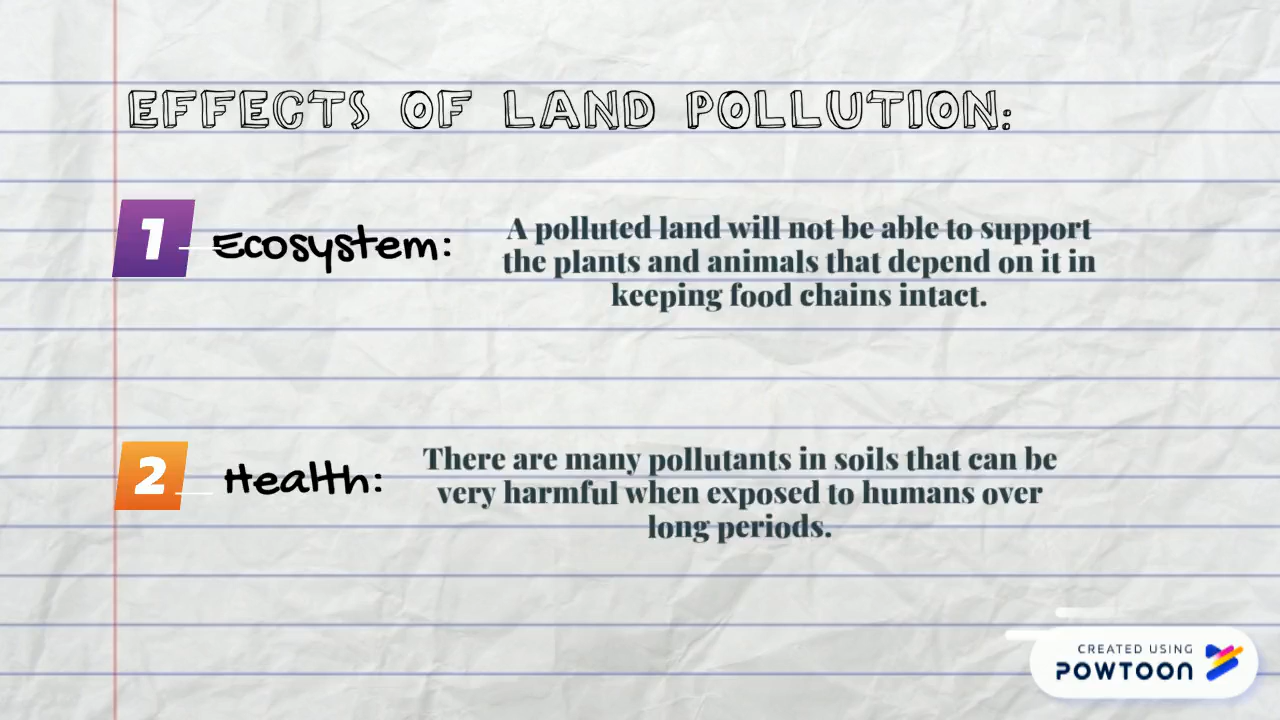 EFFECTS OF LAND POLLUTION:
1 Ecosystem:
A polluted land will not be able to support
the plants and animals that depend on it in
keeping food chains intact.
2 Health:
There are many pollutants in soils that can be
very harmful when exposed to humans over
long periods.
CREATED USING
POWTOON